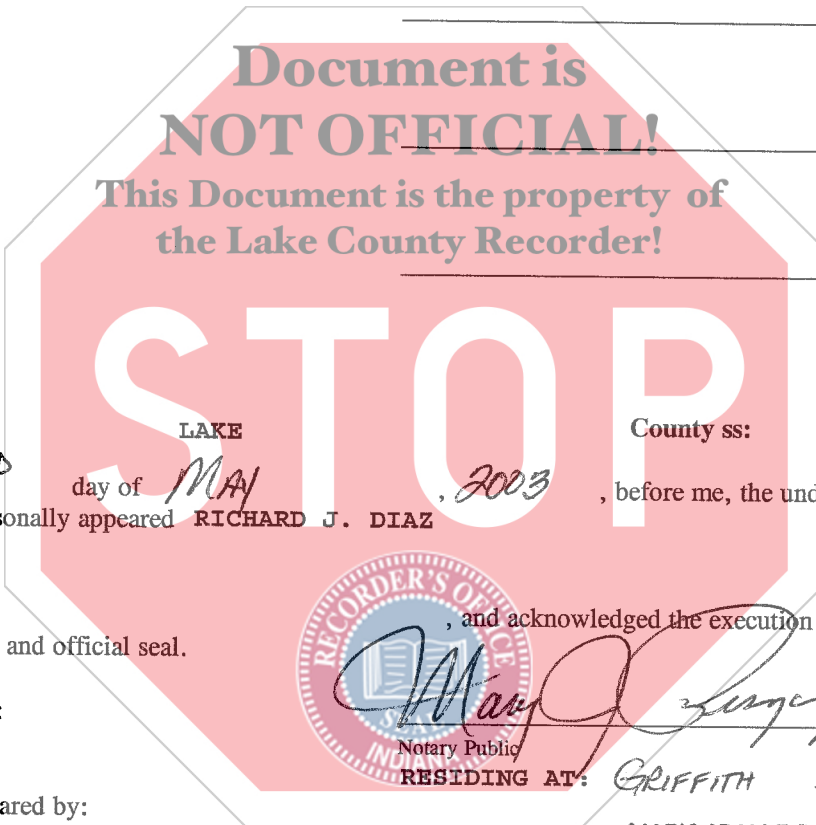 Document is
NOT OFFICIAL!
This Document is the property of
the Lake County Recorder!
STOP
LAKE County ss:
day of MAY , 2003 , before me, the und
sonally appeared RICHARD J. DIAZ
, and acknowledged the execution
and official seal.
RECORDER'S OFFICE
SEAL
INDIANA
Mary J
Notary Public
RESIDING AT: GRIFFITH
ared by: